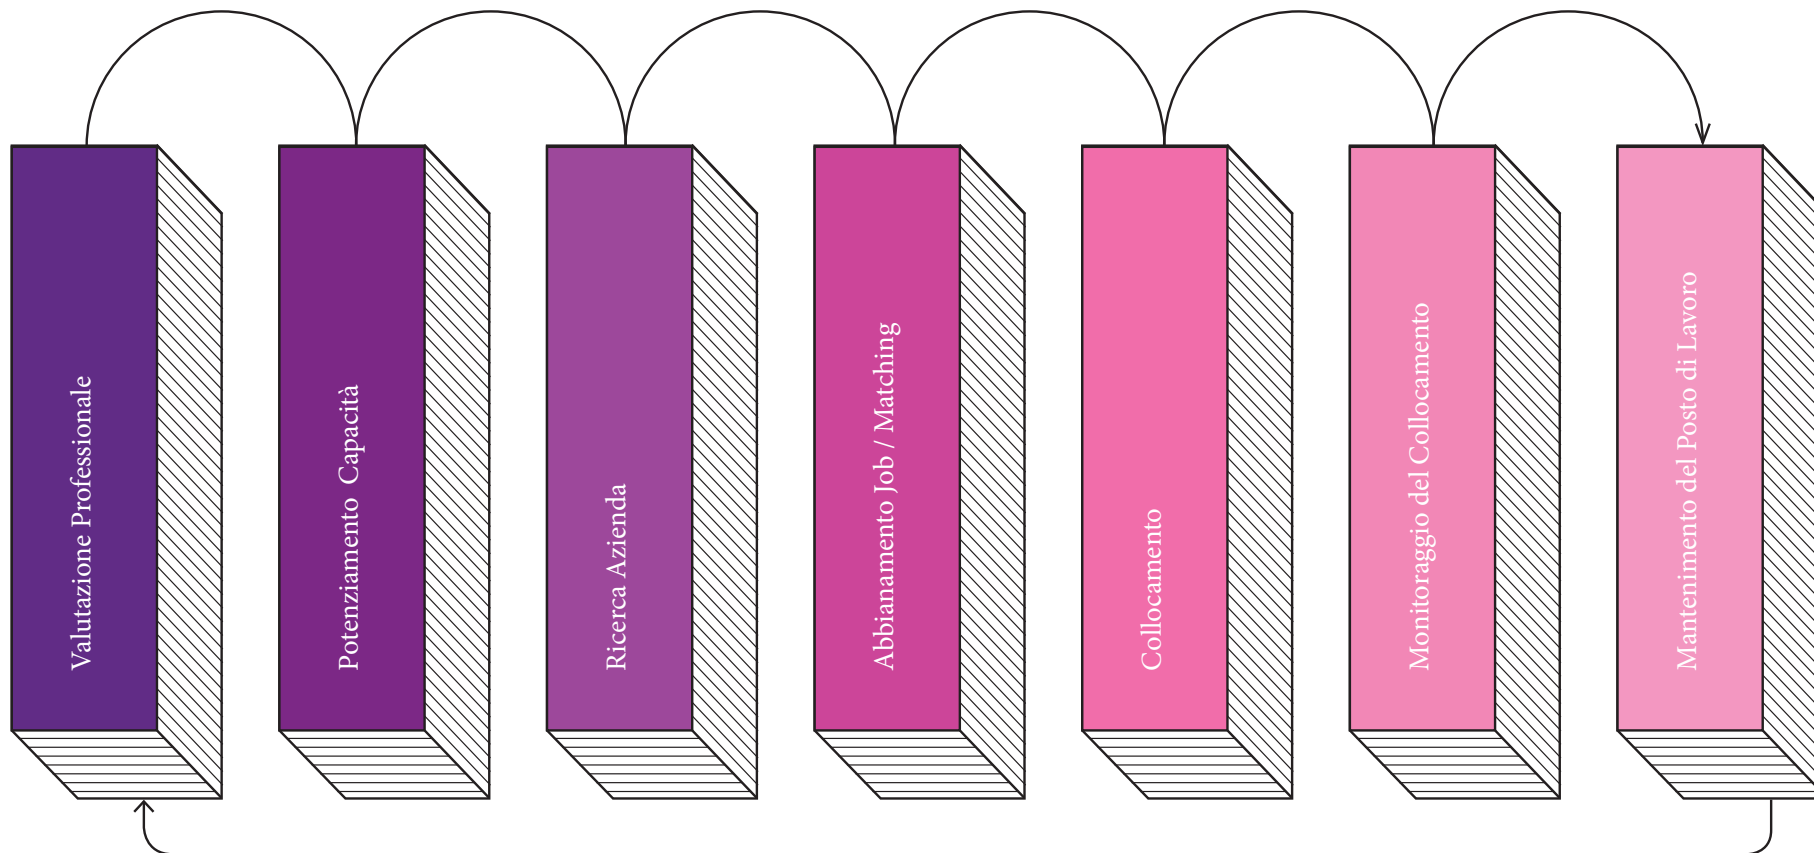 Valutazione Professionale
Potenziamento Capacità
Ricerca Azienda
Abbianamento Job / Matching
Collocamento
Monitoraggio del Collocamento
Mantenimento del Posto di Lavoro